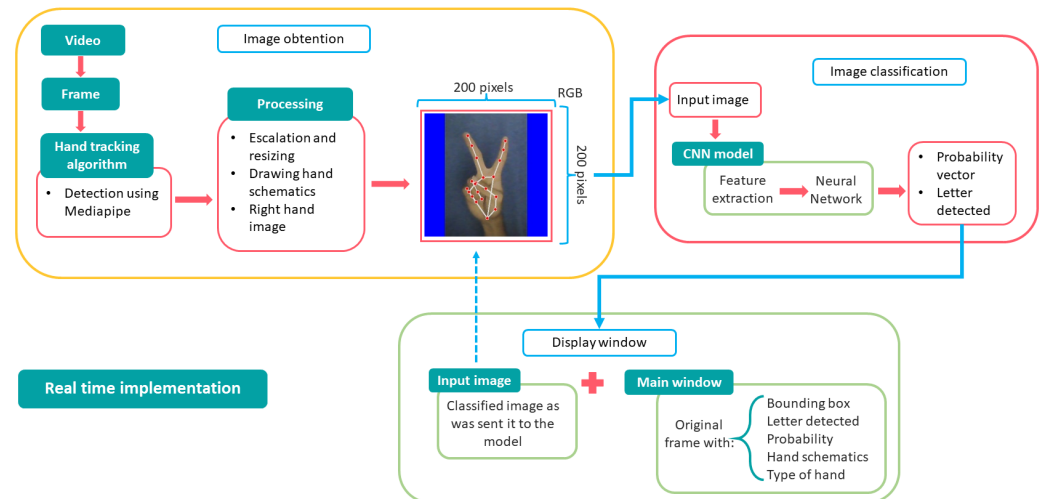 Image obtention
Video
Frame
Hand tracking
algorithm
• Detection using
Mediapipe
Processing
• Escalation and
resizing
• Drawing hand
schematics
• Right hand
image
200 pixels
RGB
200 pixels
Image classification
Input image
CNN model
Feature
extraction
Neural
Network
• Probability
vector
• Letter
detected
Display window
Input image
Classified image as
was sent it to the
model
Main window
Original
frame with:
Bounding box
Letter detected
Probability
Hand schematics
Type of hand
Real time implementation